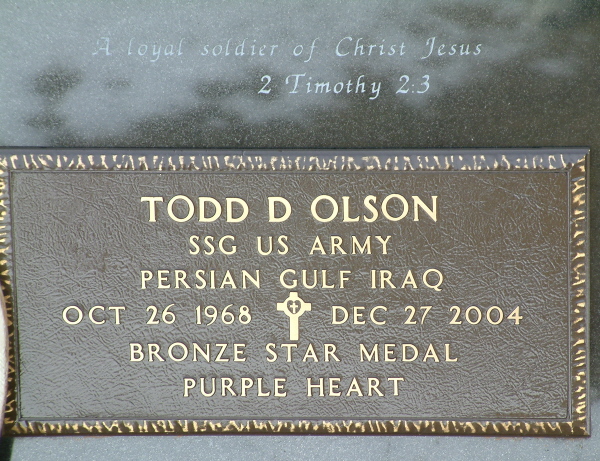 A loyal soldier of Christ Jesus
2 Timothy 2:3
TODD D OLSON
SSG US ARMY
PERSIAN GULF IRAQ
OCT 26 1968 DEC 27 2004
BRONZE STAR MEDAL
PURPLE HEART